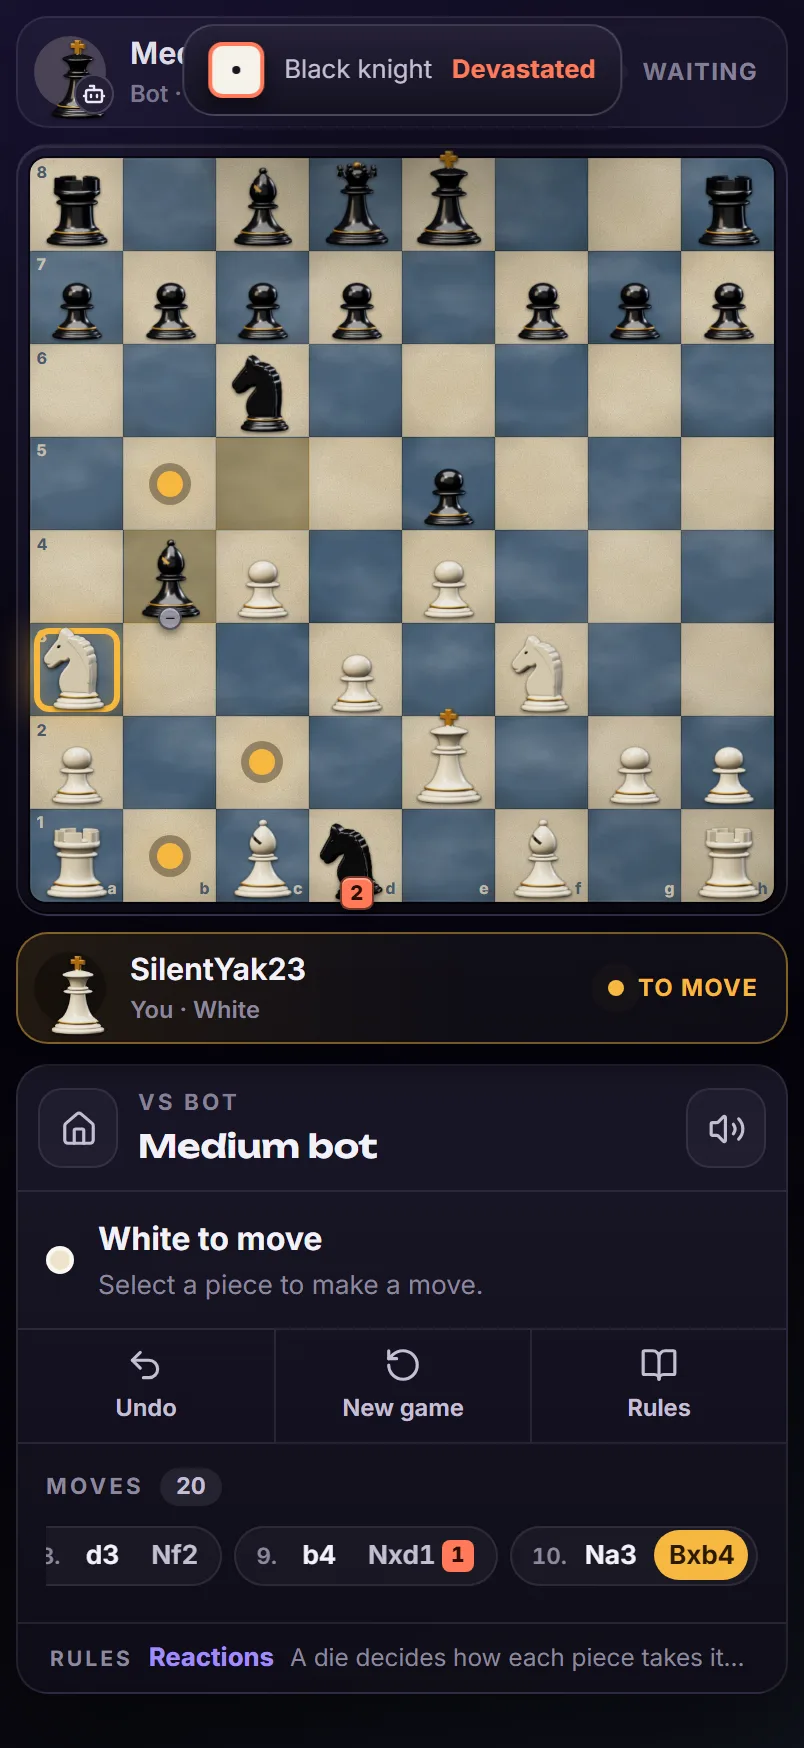 Med
Bot ·
Black knight Devastated
WAITING
8
7
6
5
4
2
1
a b c d e f g h
2
SilentYak23
You · White
TO MOVE
VS BOT
Medium bot
White to move
Select a piece to make a move.
Undo New game Rules
MOVES 20
8. d3 Nf2 9. b4 Nxd1 1 10. Na3 Bxb4
RULES Reactions A die decides how each piece takes it...